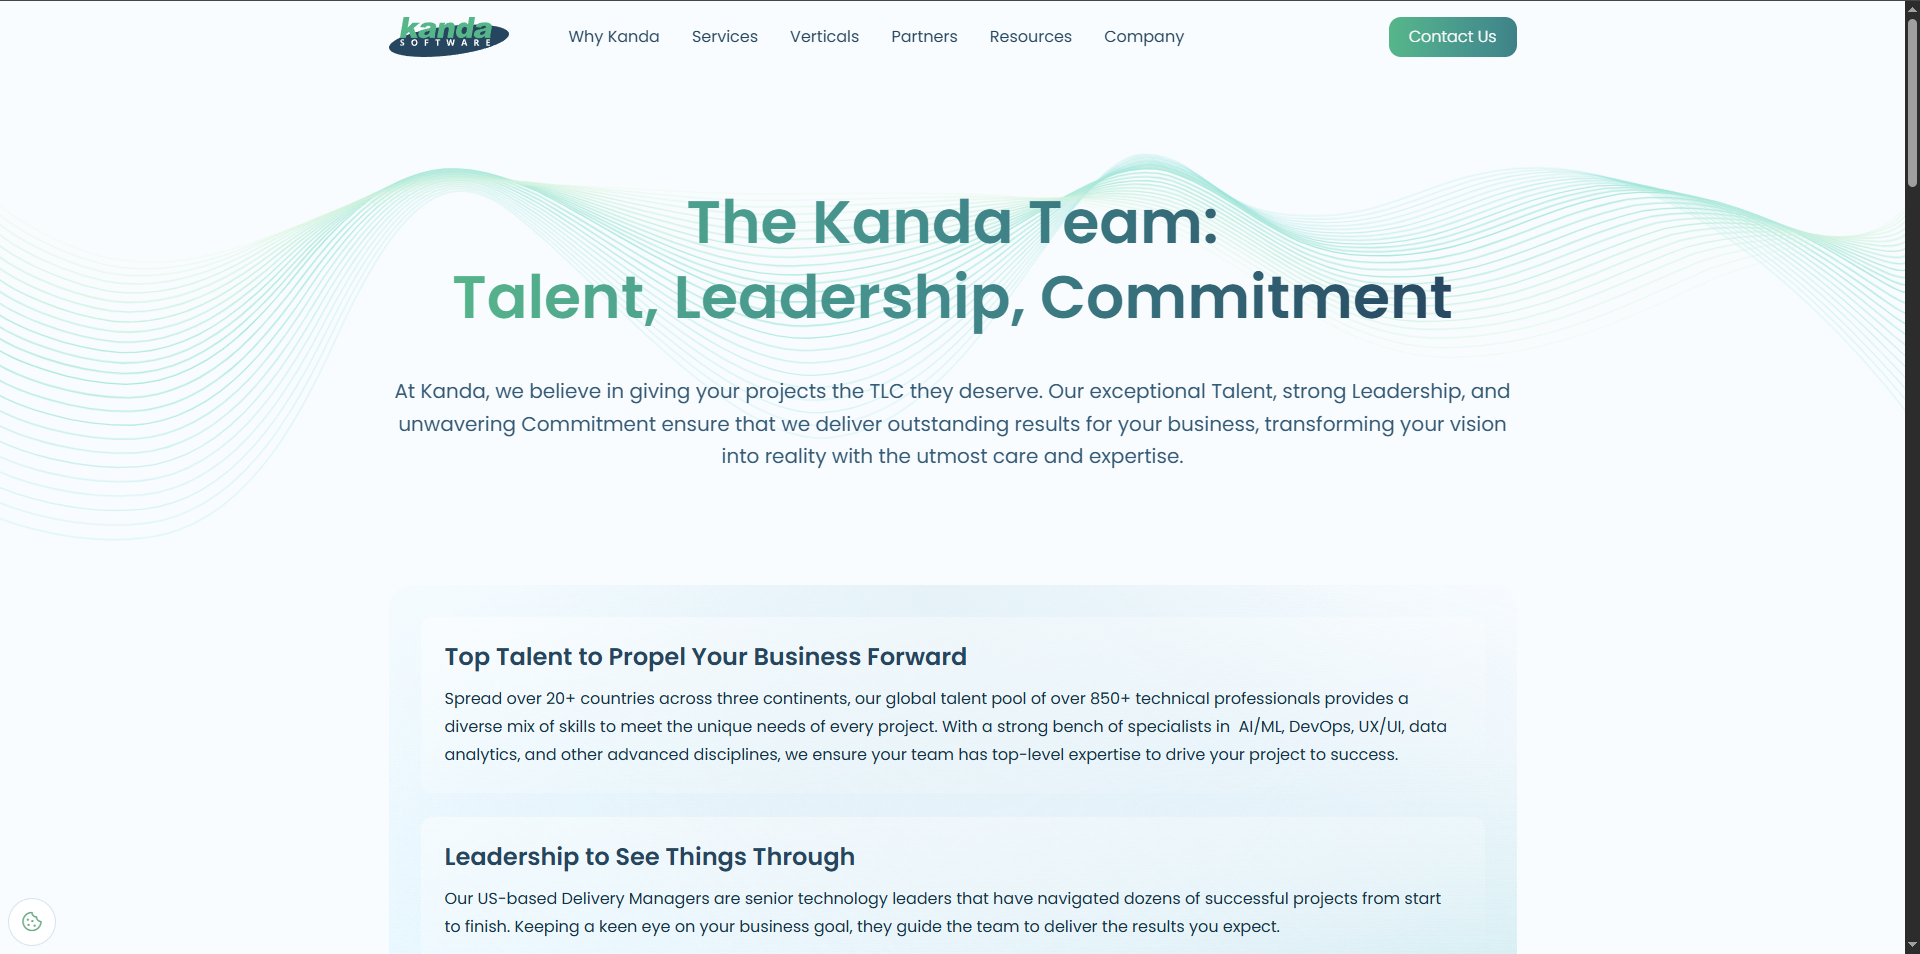 kanda
SOFTWARE
Why Kanda
Services
Verticals
Partners
Resources
Company
Contact Us
The Kanda Team:
Talent, Leadership, Commitment
At Kanda, we believe in giving your projects the TLC they deserve. Our exceptional Talent, strong Leadership, and
unwavering Commitment ensure that we deliver outstanding results for your business, transforming your vision
into reality with the utmost care and expertise.
Top Talent to Propel Your Business Forward
Spread over 20+ countries across three continents, our global talent pool of over 850+ technical professionals provides a
diverse mix of skills to meet the unique needs of every project. With a strong bench of specialists in  AI/ML, DevOps, UX/UI, data
analytics, and other advanced disciplines, we ensure your team has top-level expertise to drive your project to success.
Leadership to See Things Through
Our US-based Delivery Managers are senior technology leaders that have navigated dozens of successful projects from start
to finish. Keeping a keen eye on your business goal, they guide the team to deliver the results you expect.